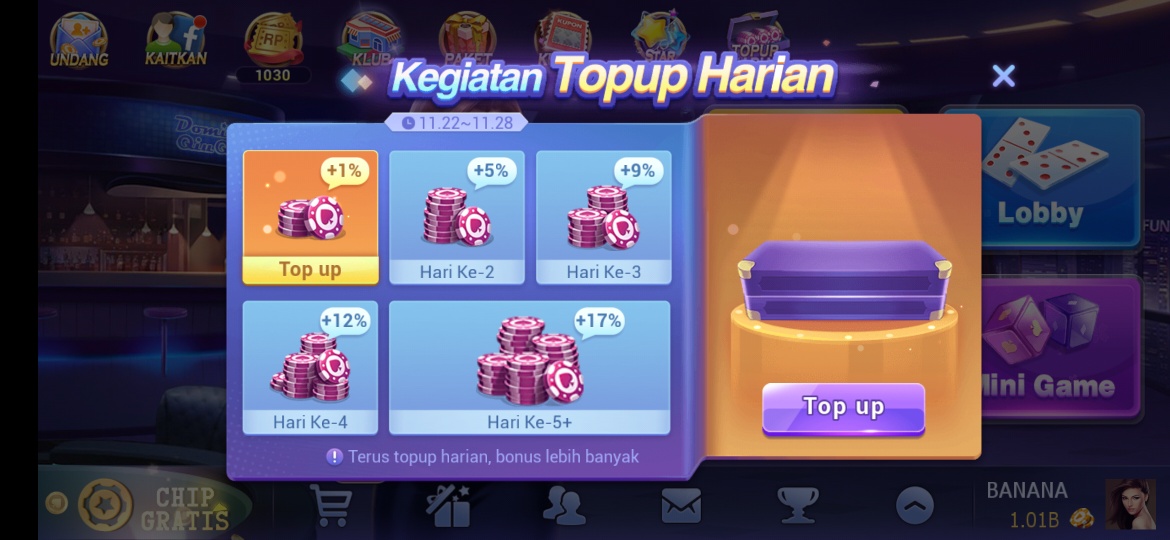 UNDANG
KAITKAN
RP
1030
KLUB
PAKET
KUPON
STAR
TOPUP
Kegiatan Topup Harian
11.22~11.28
+1%
Top up
+5%
Hari Ke-2
+9%
Hari Ke-3
+12%
Hari Ke-4
+17%
Hari Ke-5+
Terus topup harian, bonus lebih banyak
Top up
Lobby
FUN
Mini Game
CHIP
GRATIS
BANANA
1.01B